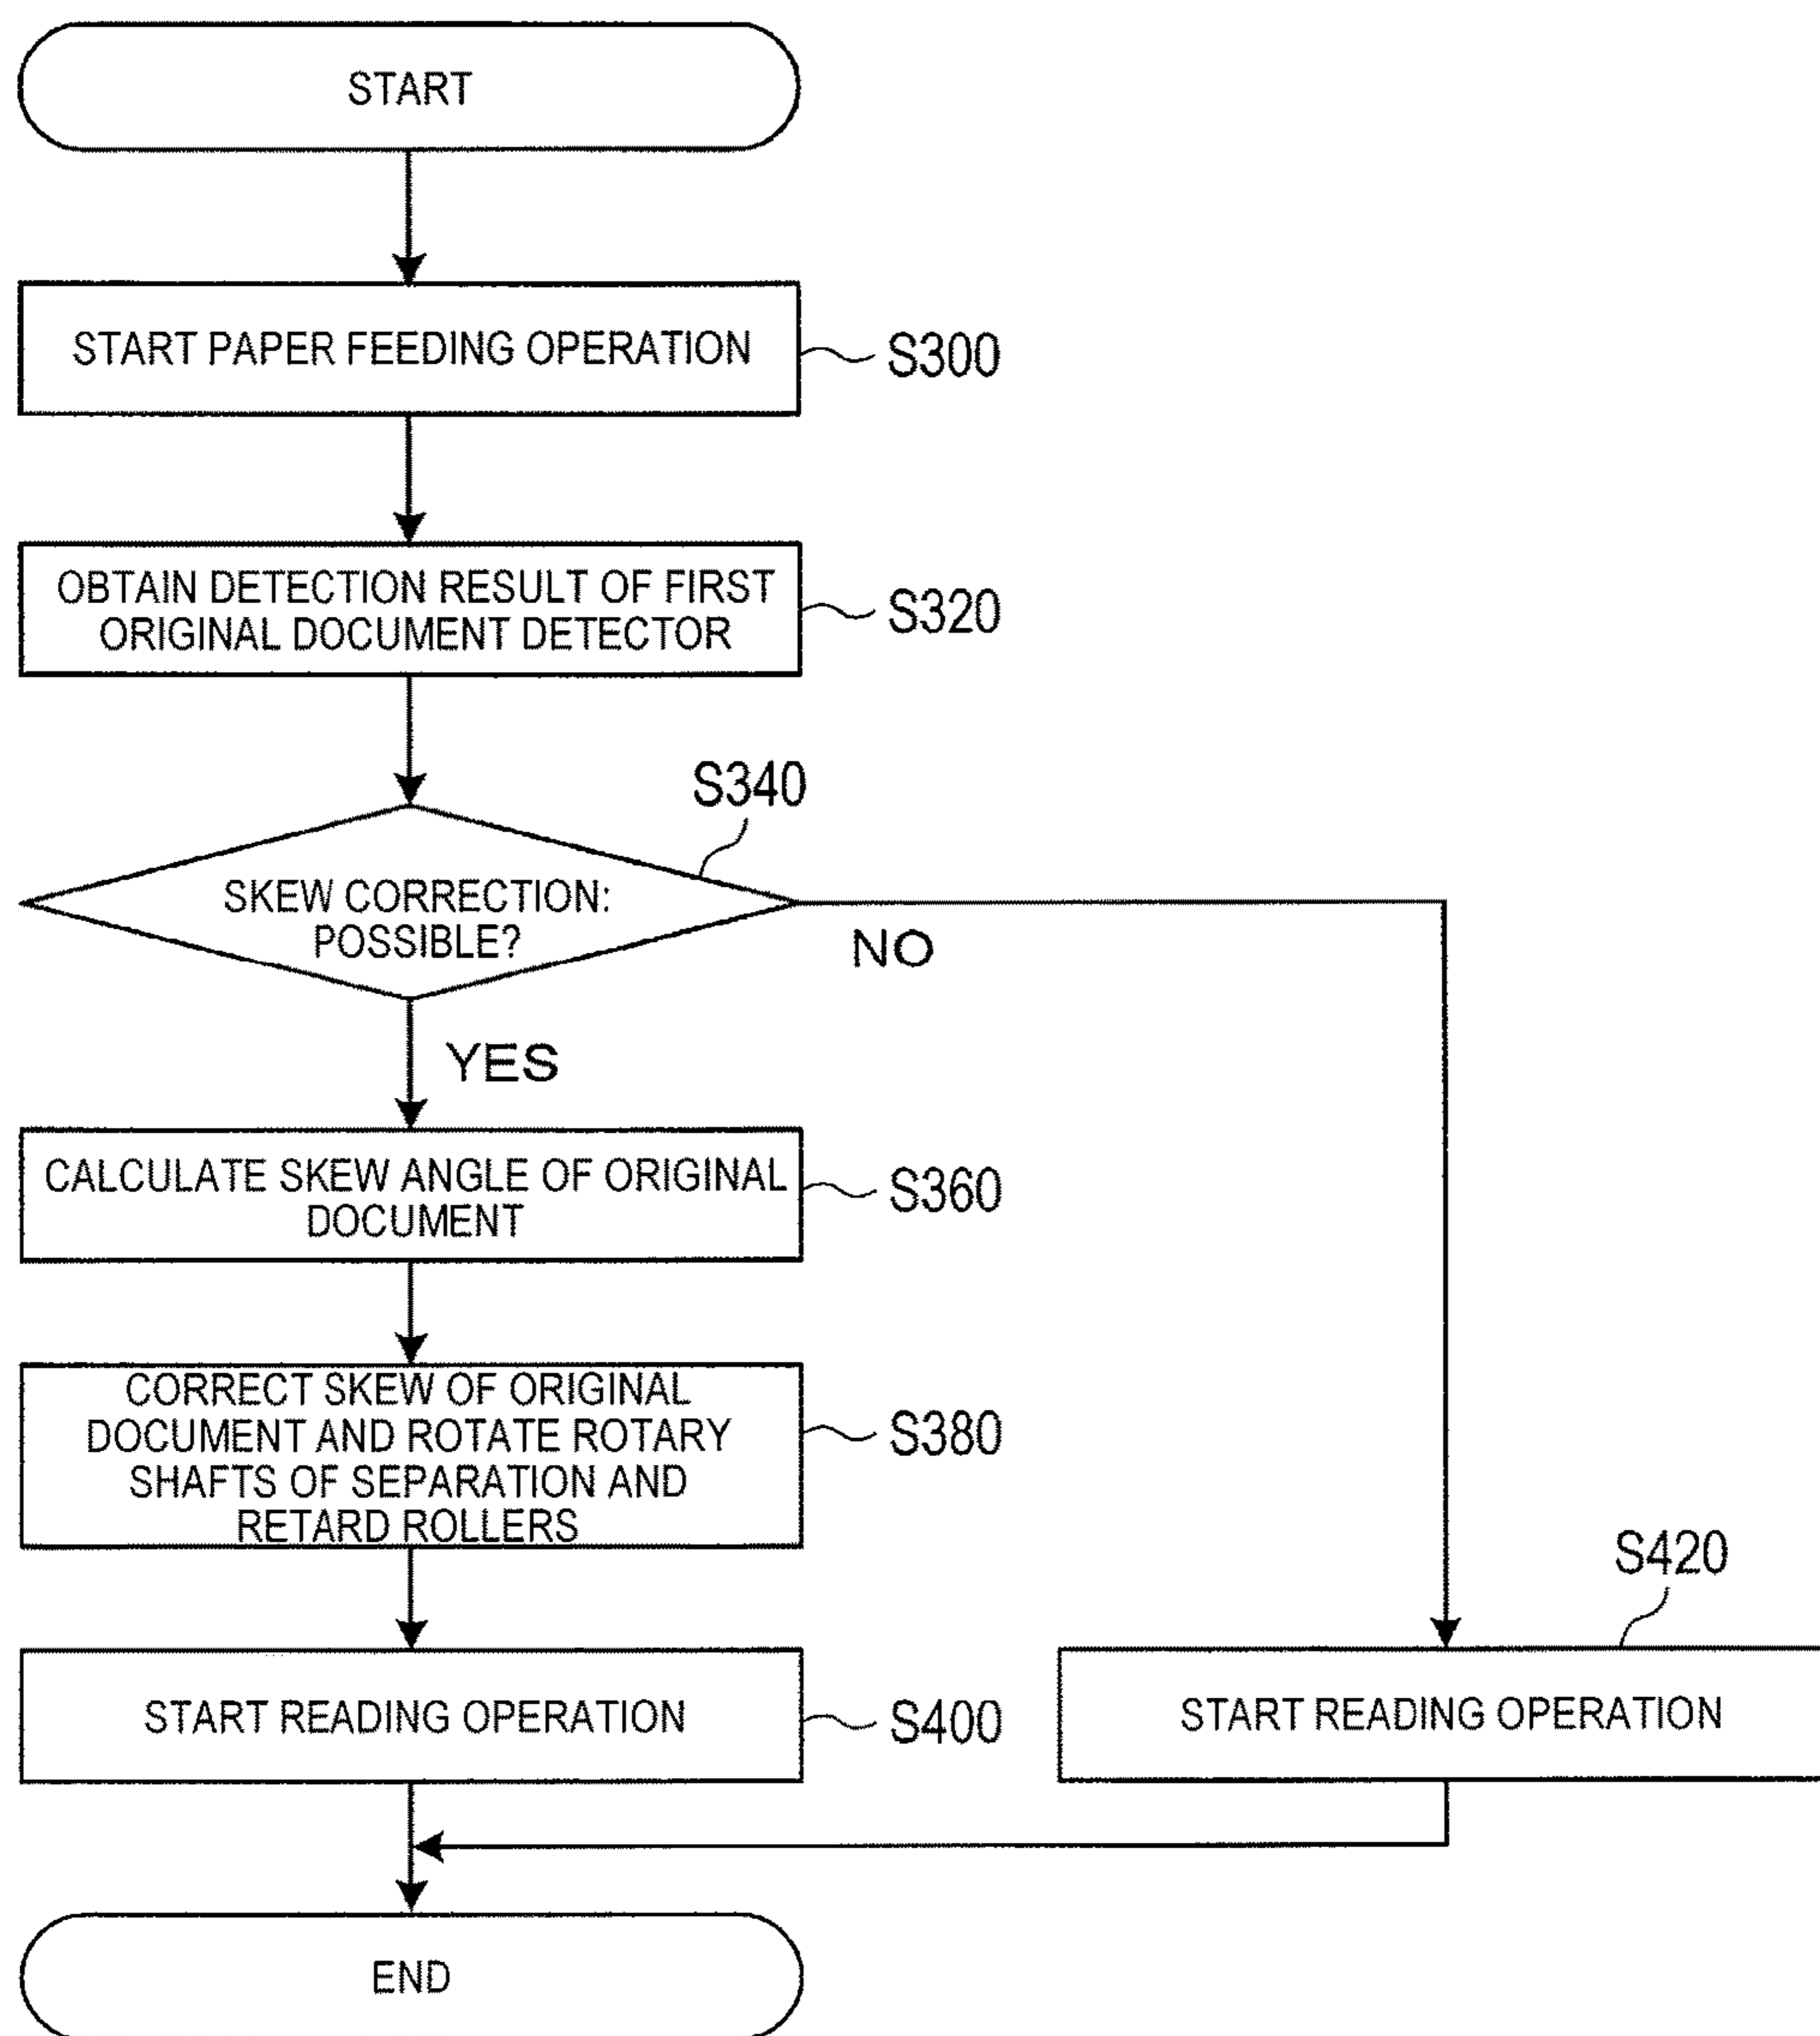 START
START PAPER FEEDING OPERATION
S300
OBTAIN DETECTION RESULT OF FIRST
ORIGINAL DOCUMENT DETECTOR
S320
S340
SKEW CORRECTION:
POSSIBLE?
NO
YES
CALCULATE SKEW ANGLE OF ORIGINAL
DOCUMENT
S360
CORRECT SKEW OF ORIGINAL
DOCUMENT AND ROTATE ROTARY
SHAFTS OF SEPARATION AND
RETARD ROLLERS
S380
START READING OPERATION
S400
S420
START READING OPERATION
END